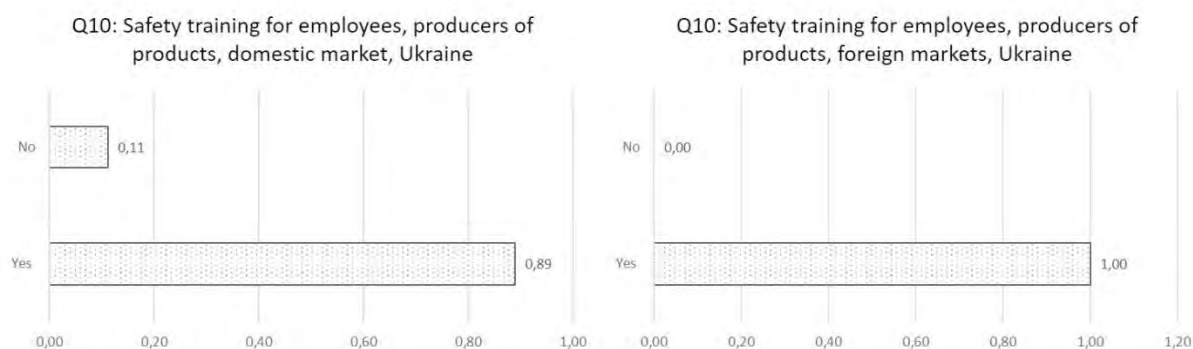 Q10: Safety training for employees, producers of
products, domestic market, Ukraine
No
0,11
Yes
0,89
0,00
0,20
0,40
0,60
0,80
1,00
Q10: Safety training for employees, producers of
products, foreign markets, Ukraine
No
0,00
Yes
1,00
0,00
0,20
0,40
0,60
0,80
1,00
1,20